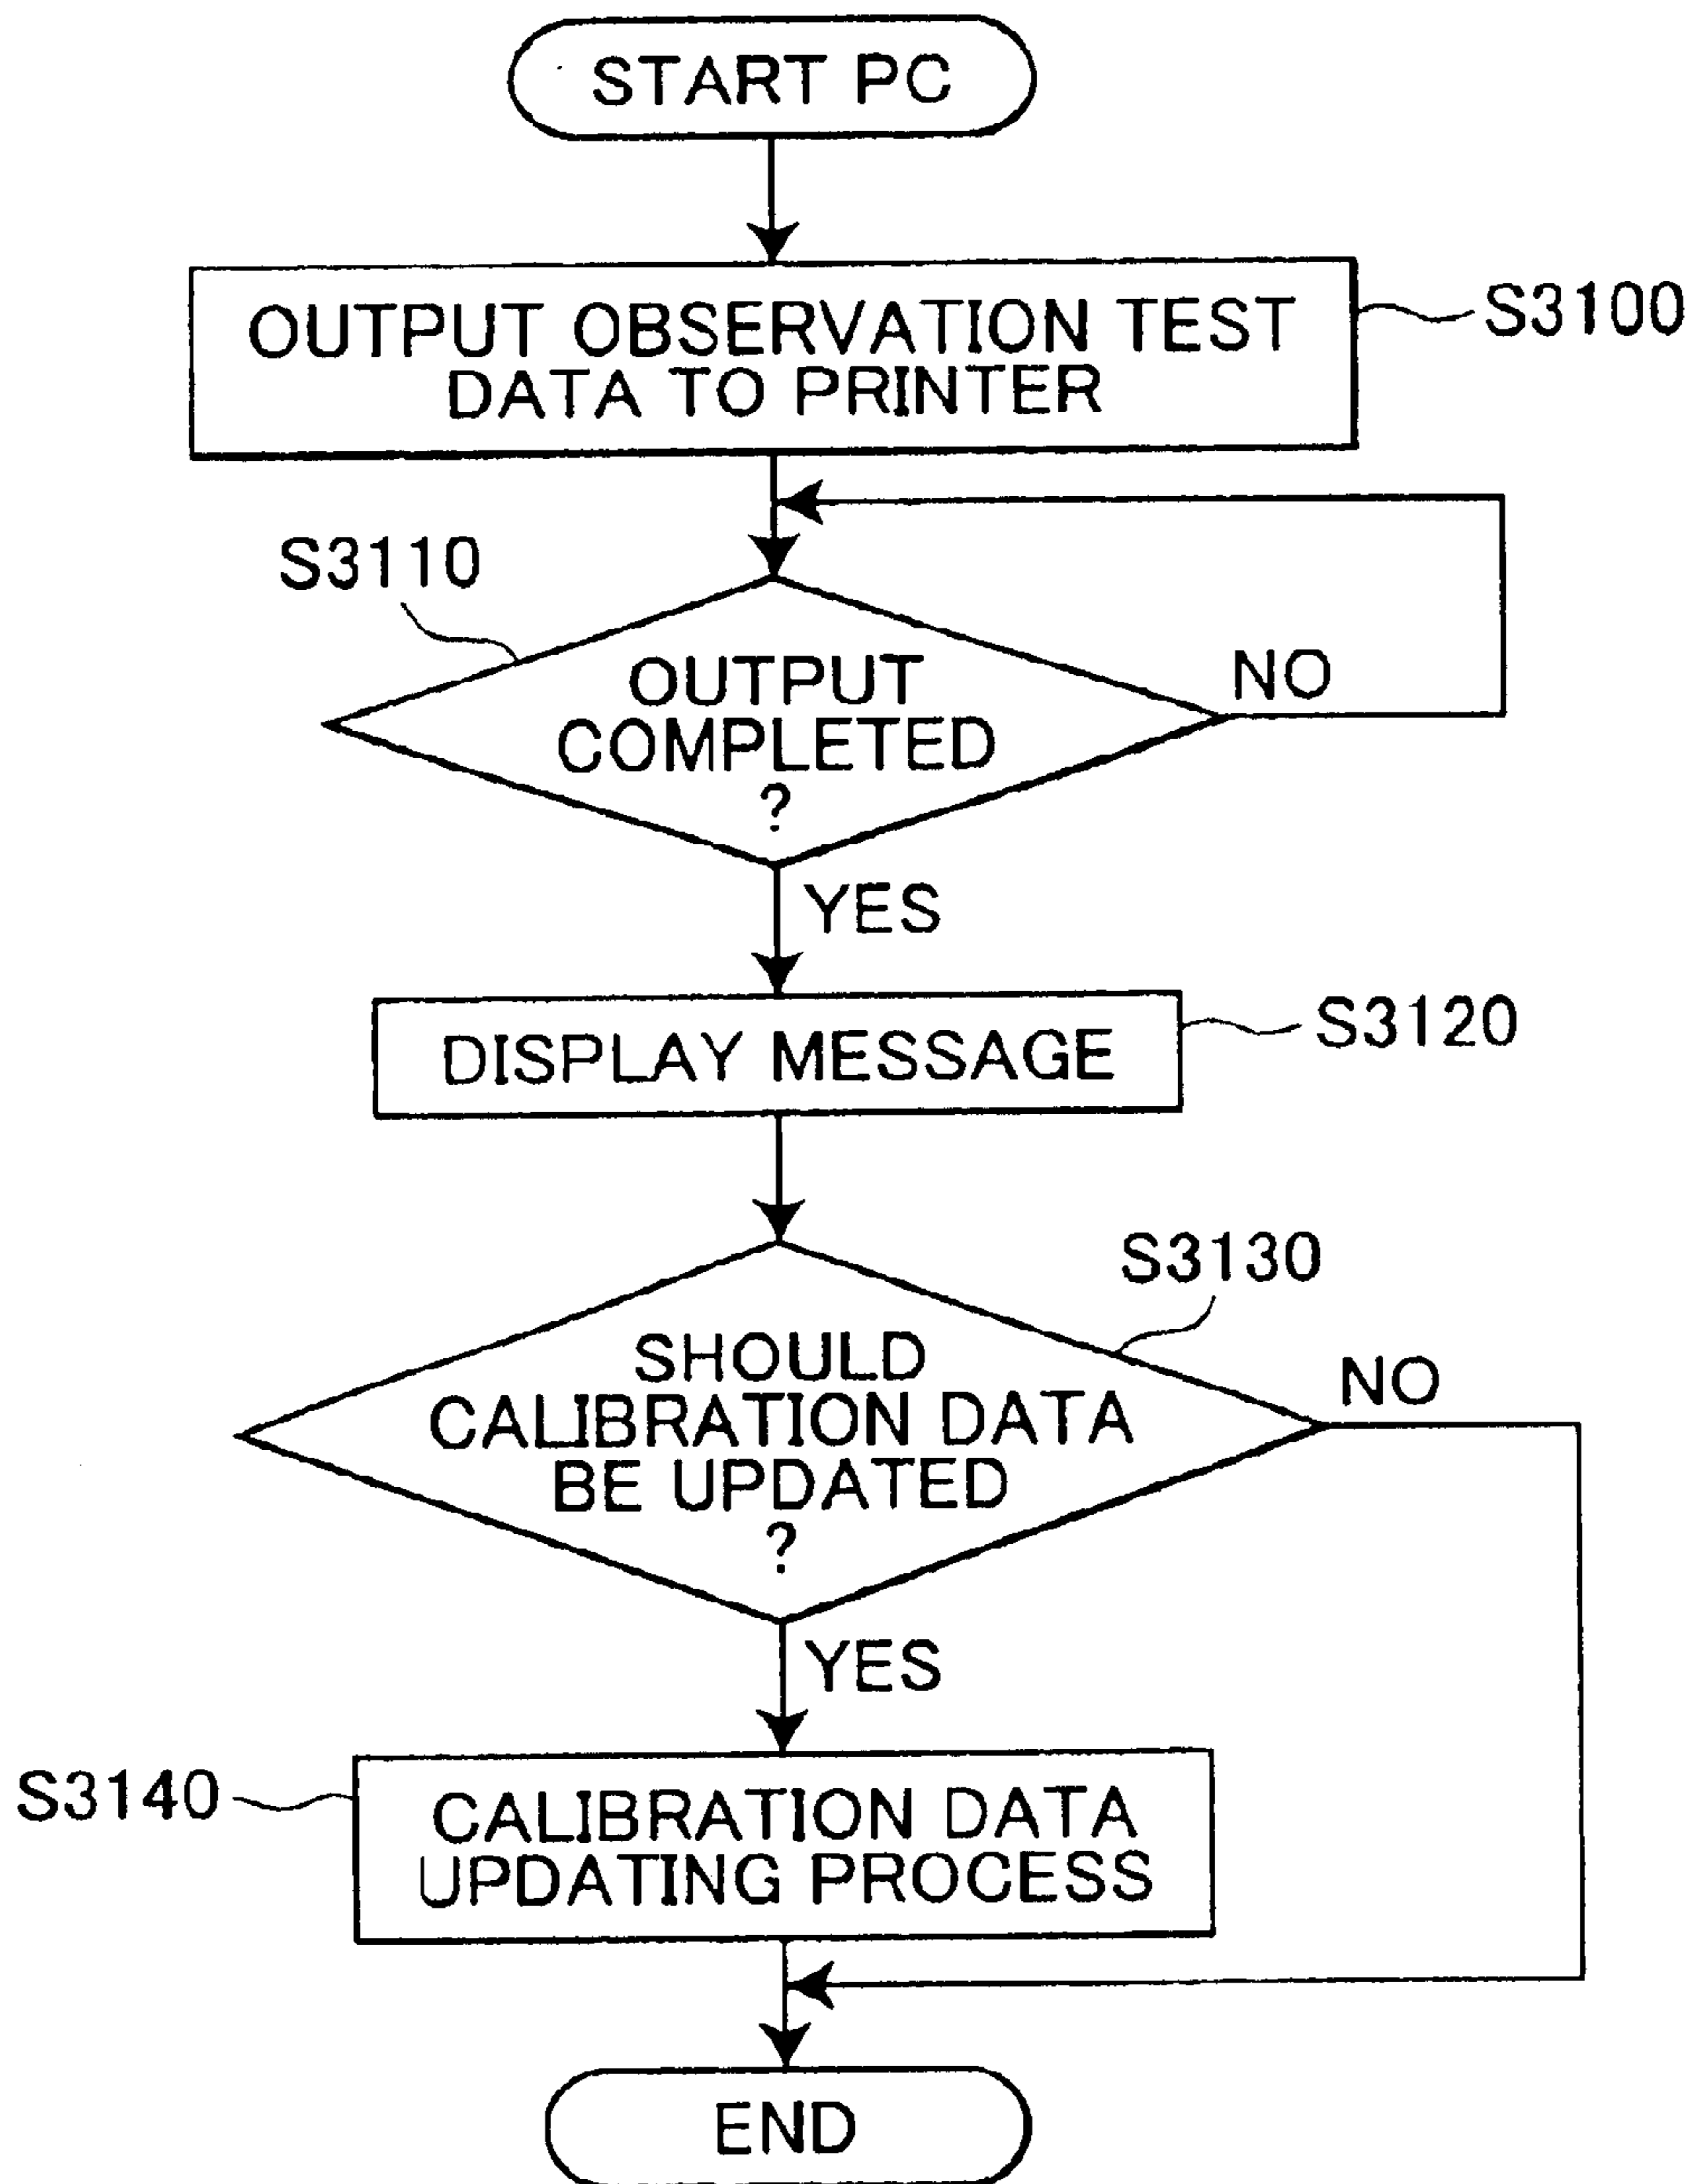 START PC
OUTPUT OBSERVATION TEST
DATA TO PRINTER
S3100
S3110
OUTPUT
COMPLETED
?
NO
YES
DISPLAY MESSAGE
S3120
S3130
SHOULD
CALIBRATION DATA
BE UPDATED
?
NO
YES
S3140
CALIBRATION DATA
UPDATING PROCESS
END